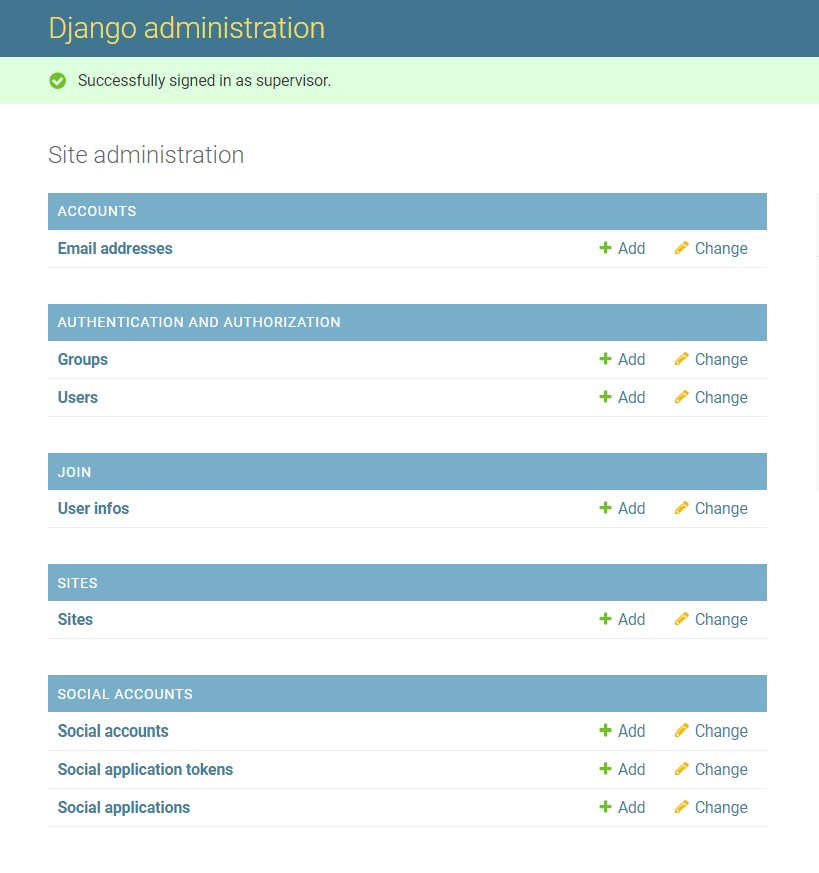 Django administration
Successfully signed in as supervisor.
Site administration
ACCOUNTS
Email addresses Add Change
AUTHENTICATION AND AUTHORIZATION
Groups Add Change
Users Add Change
JOIN
User infos Add Change
SITES
Sites Add Change
SOCIAL ACCOUNTS
Social accounts Add Change
Social application tokens Add Change
Social applications Add Change